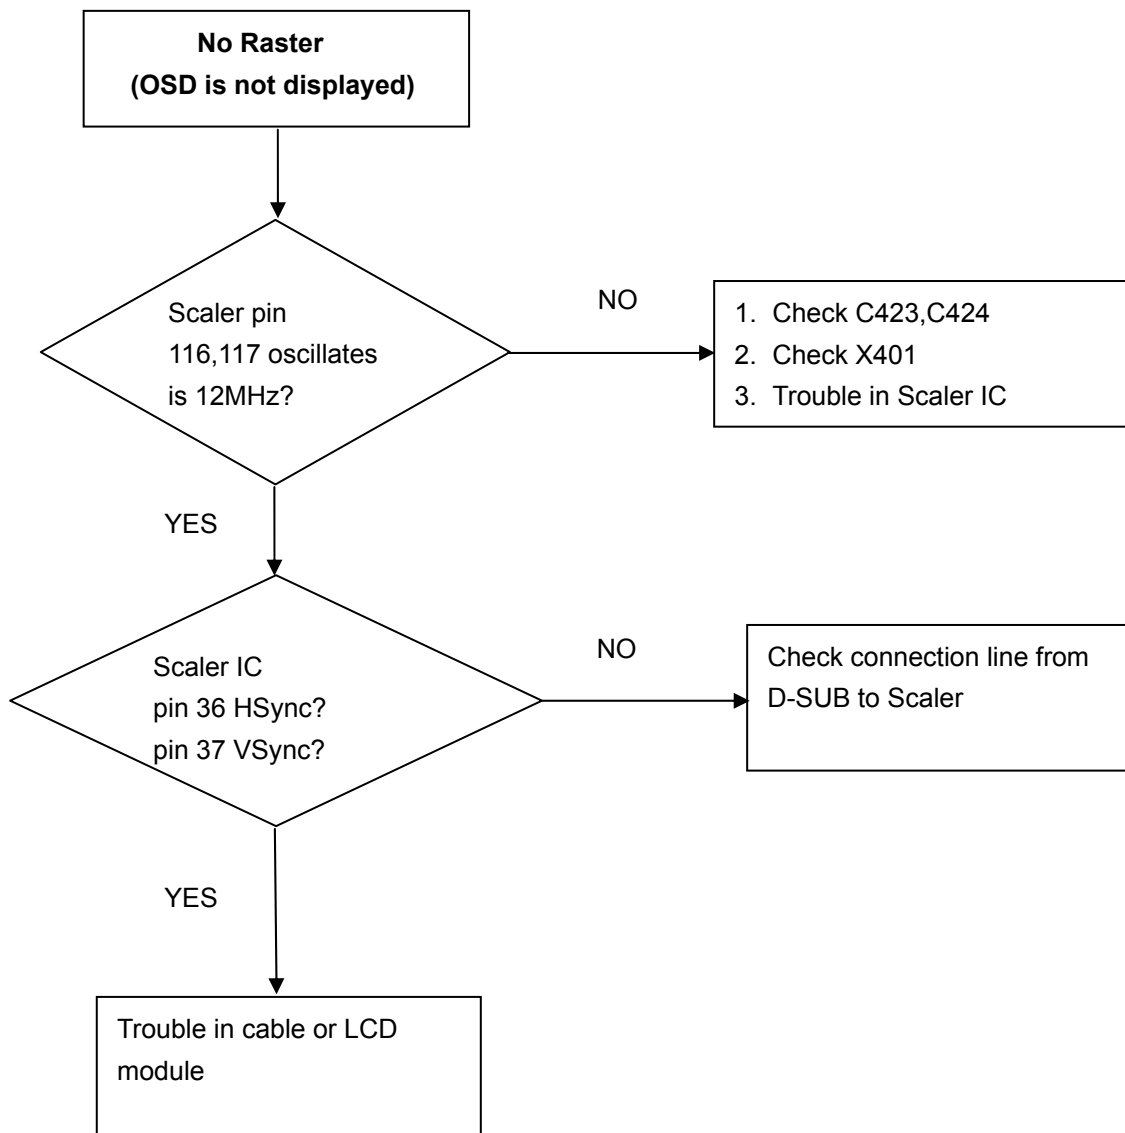 No Raster
(OSD is not displayed)
Scaler pin
116,117 oscillates
is 12MHz?
NO
1. Check C423,C424
2. Check X401
3. Trouble in Scaler IC
YES
Scaler IC
pin 36 HSync?
pin 37 VSync?
NO
Check connection line from
D-SUB to Scaler
YES
Trouble in cable or LCD
module